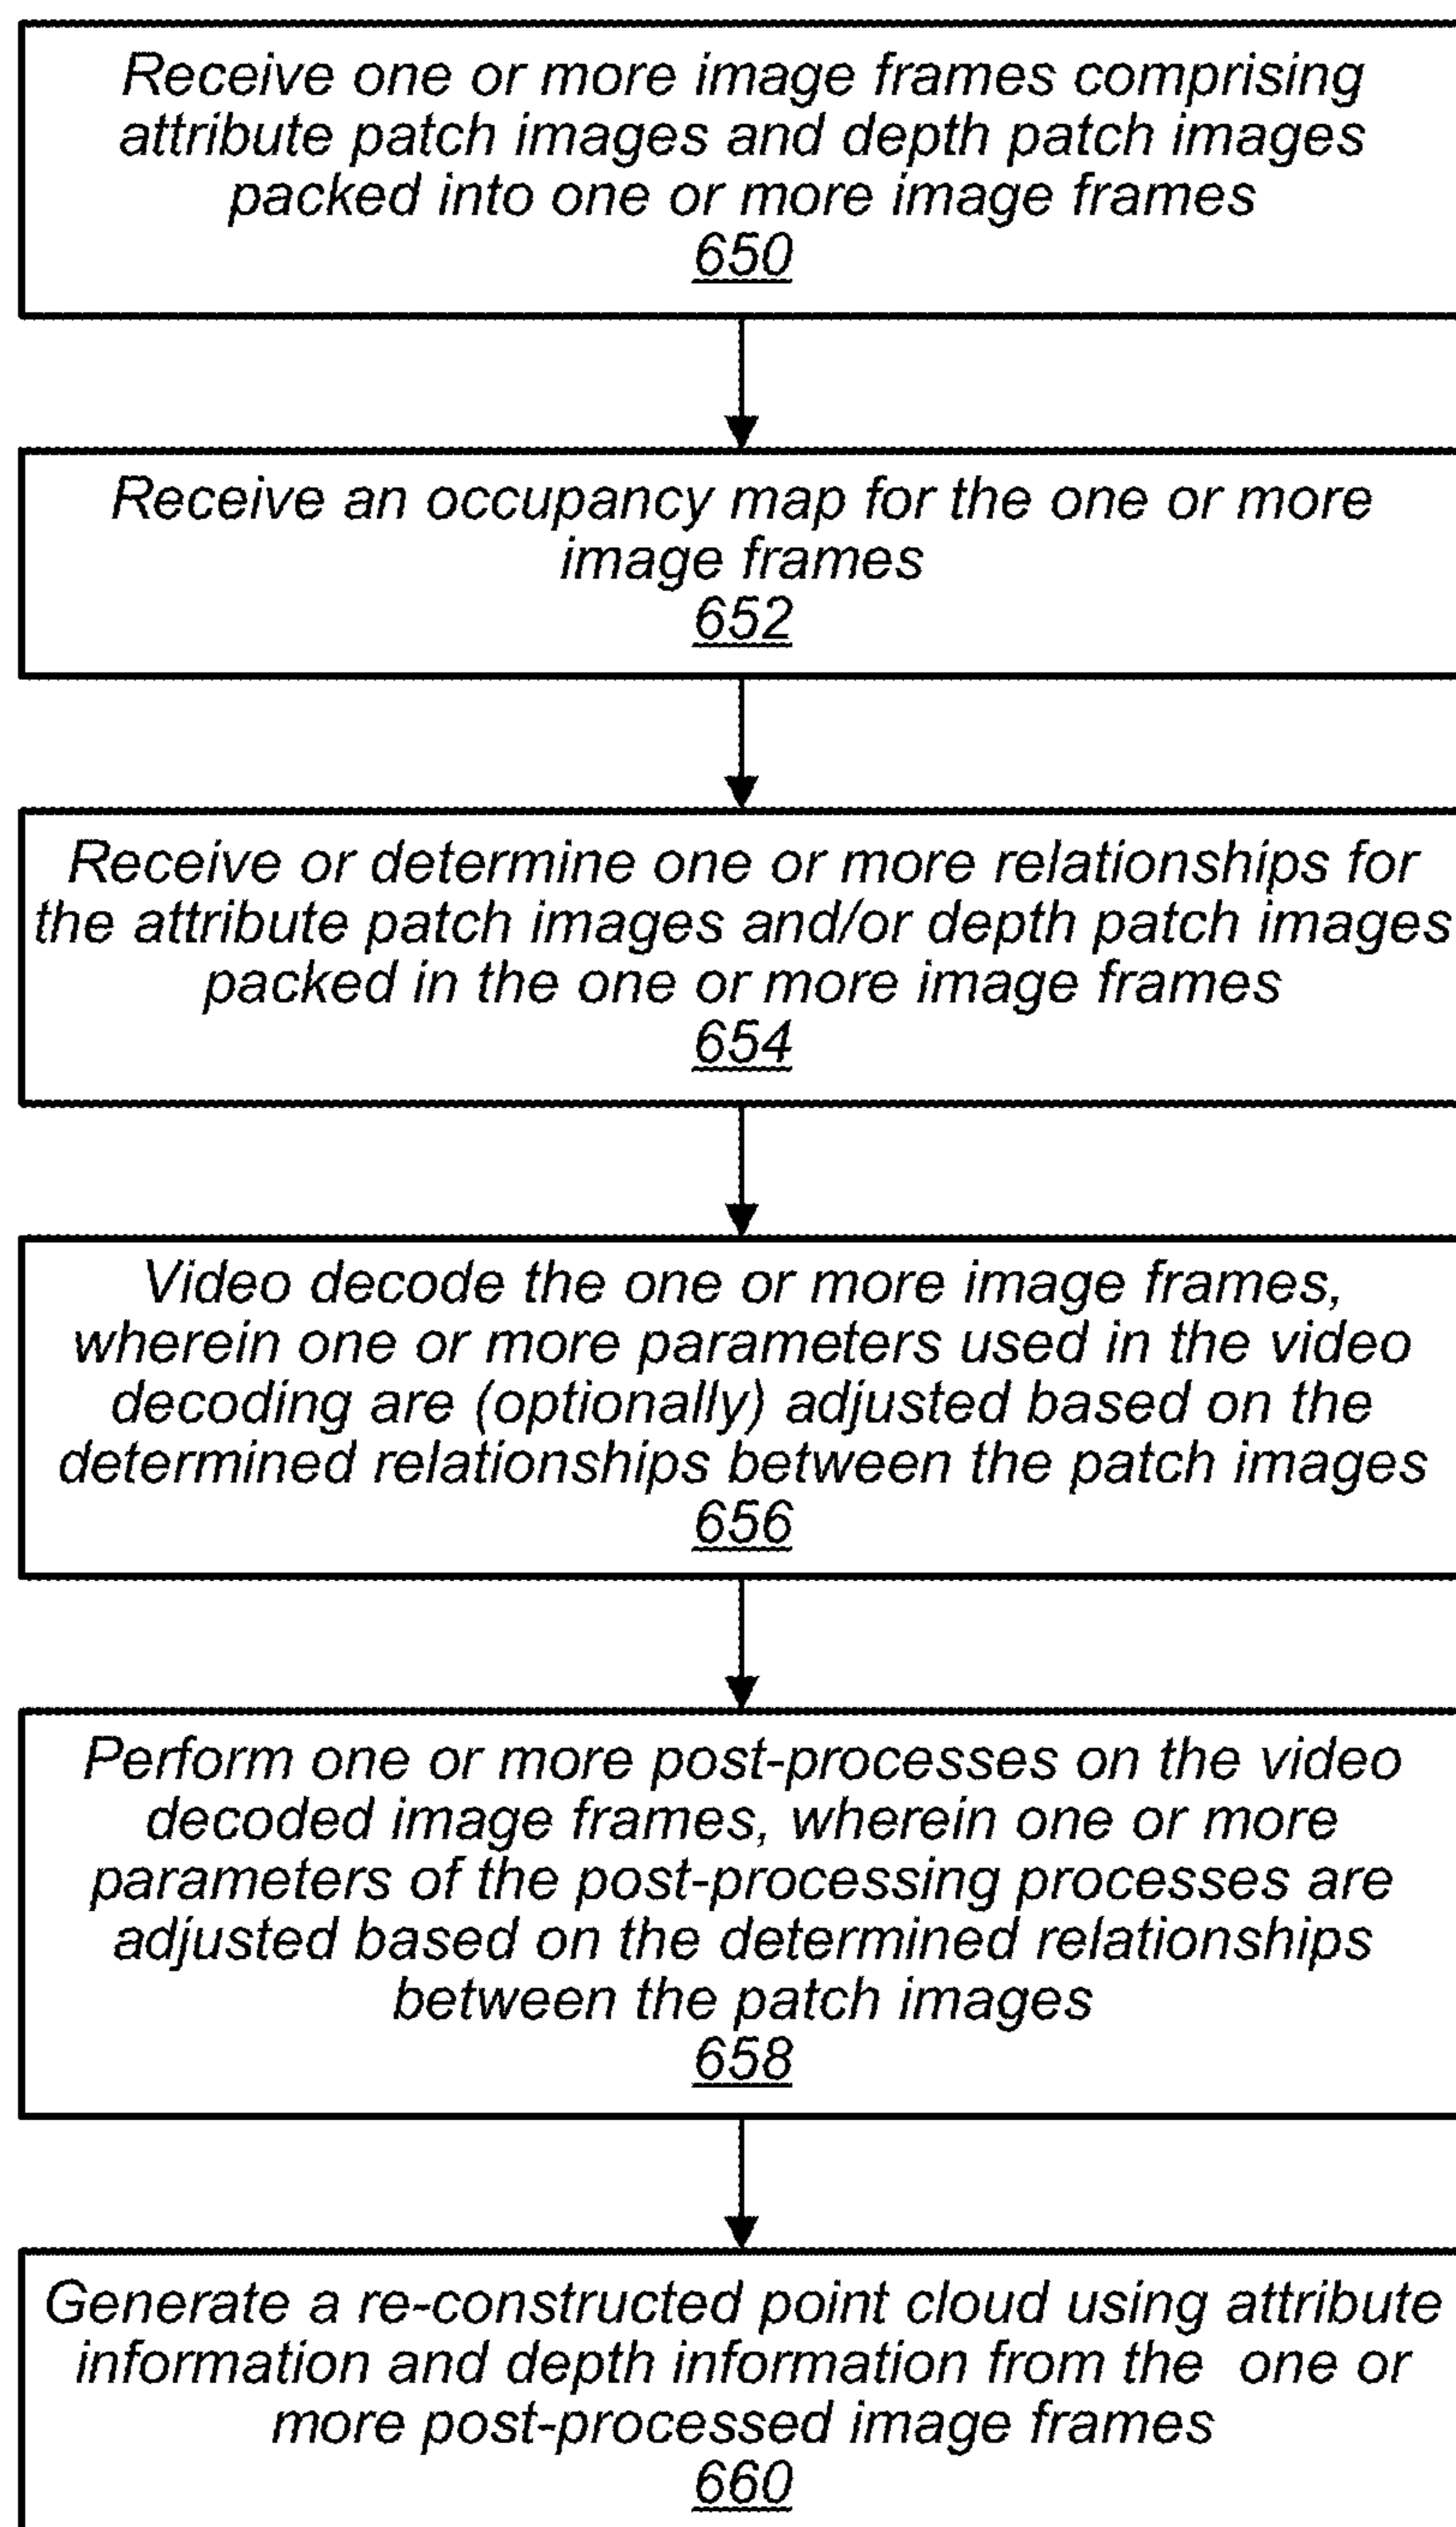 Receive one or more image frames comprising
attribute patch images and depth patch images
packed into one or more image frames
650
Receive an occupancy map for the one or more
image frames
652
Receive or determine one or more relationships for
the attribute patch images and/or depth patch images
packed in the one or more image frames
654
Video decode the one or more image frames,
wherein one or more parameters used in the video
decoding are (optionally) adjusted based on the
determined relationships between the patch images
656
Perform one or more post-processes on the video
decoded image frames, wherein one or more
parameters of the post-processing processes are
adjusted based on the determined relationships
between the patch images
658
Generate a re-constructed point cloud using attribute
information and depth information from the one or
more post-processed image frames
660